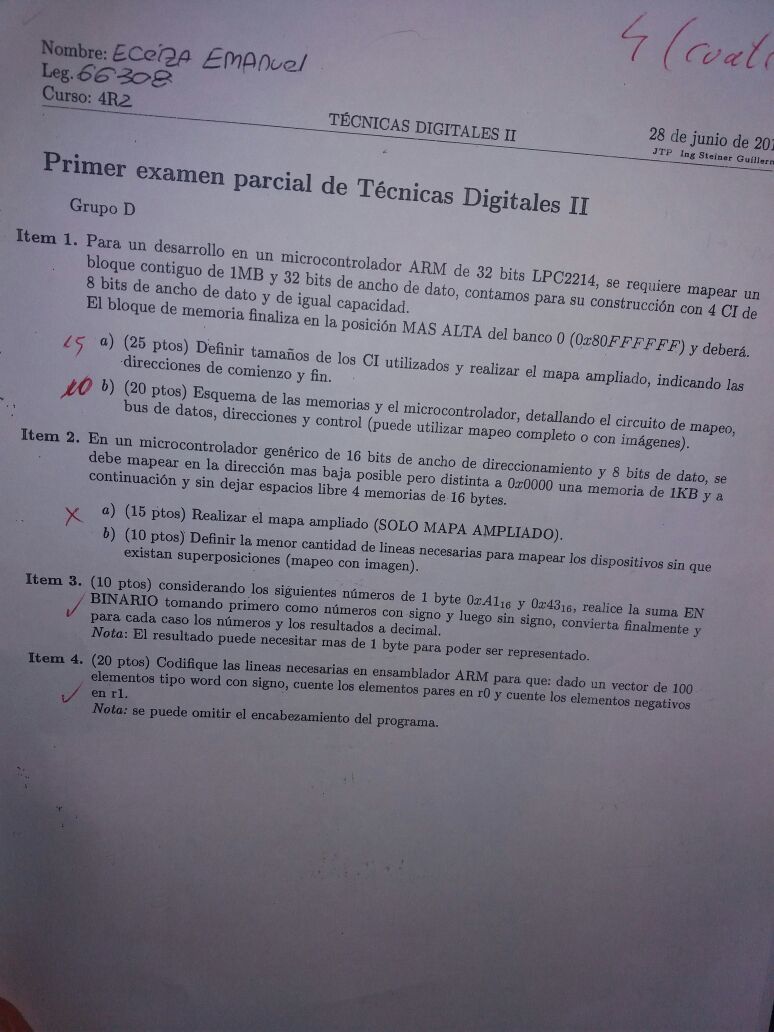 Nombre: ECEIZA EMANUEL
4 (cuat
Leg. 66308
Curso: 4R2
TÉCNICAS DIGITALES II
28 de junio de 201
JTP Ing Steiner Guillerm
Primer examen parcial de Técnicas Digitales II
Grupo D
Item 1. Para un desarrollo en un microcontrolador ARM de 32 bits LPC2214, se requiere mapear un
bloque contiguo de 1MB y 32 bits de ancho de dato, contamos para su construcción con 4 CI de
8 bits de ancho de dato y de igual capacidad.
El bloque de memoria finaliza en la posición MAS ALTA del banco 0 (0x80FFFFFF) y deberá.
15 a) (25 ptos) Definir tamaños de los CI utilizados y realizar el mapa ampliado, indicando las
direcciones de comienzo y fin.
10 b) (20 ptos) Esquema de las memorias y el microcontrolador, detallando el circuito de mapeo,
bus de datos, direcciones y control (puede utilizar mapeo completo o con imágenes).
Item 2. En un microcontrolador genérico de 16 bits de ancho de direccionamiento y 8 bits de dato, se
debe mapear en la dirección mas baja posible pero distinta a 0x0000 una memoria de 1KB y a
continuación y sin dejar espacios libre 4 memorias de 16 bytes.
a) (15 ptos) Realizar el mapa ampliado (SOLO MAPA AMPLIADO).
b) (10 ptos) Definir la menor cantidad de lineas necesarias para mapear los dispositivos sin que
existan superposiciones (mapeo con imagen).
Item 3. (10 ptos) considerando los siguientes números de 1 byte 0xA1₁₆ y 0x43₁₆, realice la suma EN
BINARIO tomando primero como números con signo y luego sin signo, convierta finalmente y
para cada caso los números y los resultados a decimal.
Nota: El resultado puede necesitar mas de 1 byte para poder ser representado.
Item 4. (20 ptos) Codifique las lineas necesarias en ensamblador ARM para que: dado un vector de 100
elementos tipo word con signo, cuente los elementos pares en r0 y cuente los elementos negativos
en r1.
Nota: se puede omitir el encabezamiento del programa.